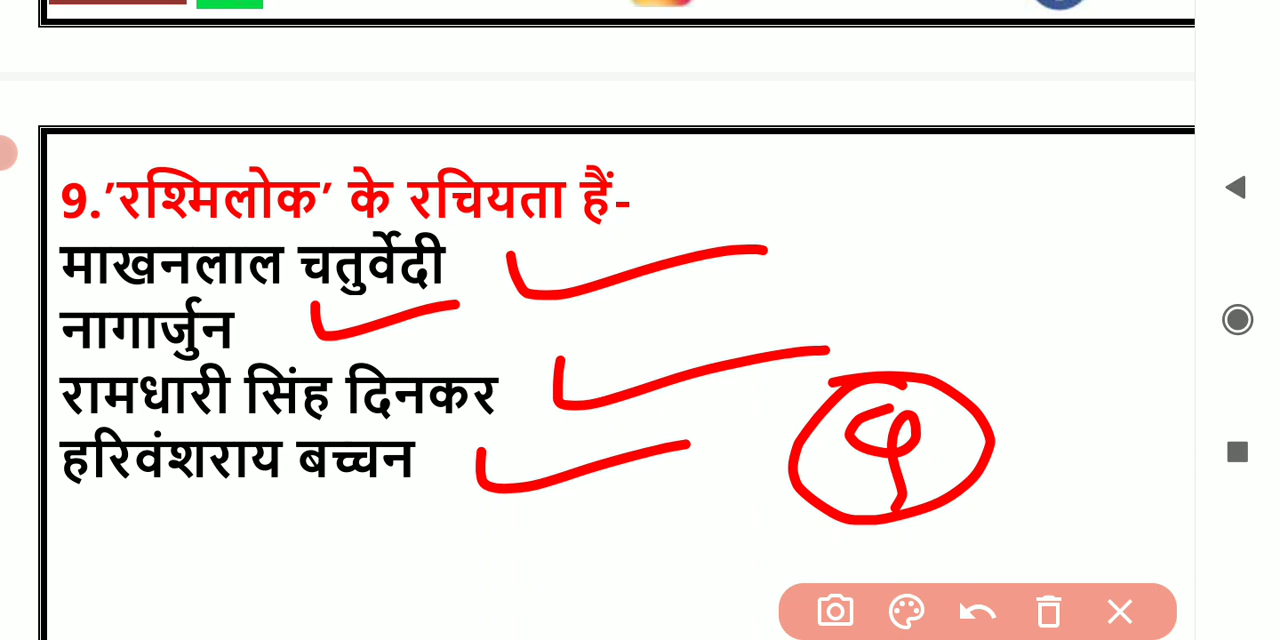 9.'रश्मिलोक' के रचियता हैं-
माखनलाल चतुर्वेदी
नागार्जुन
रामधारी सिंह दिनकर
हरिवंशराय बच्चन